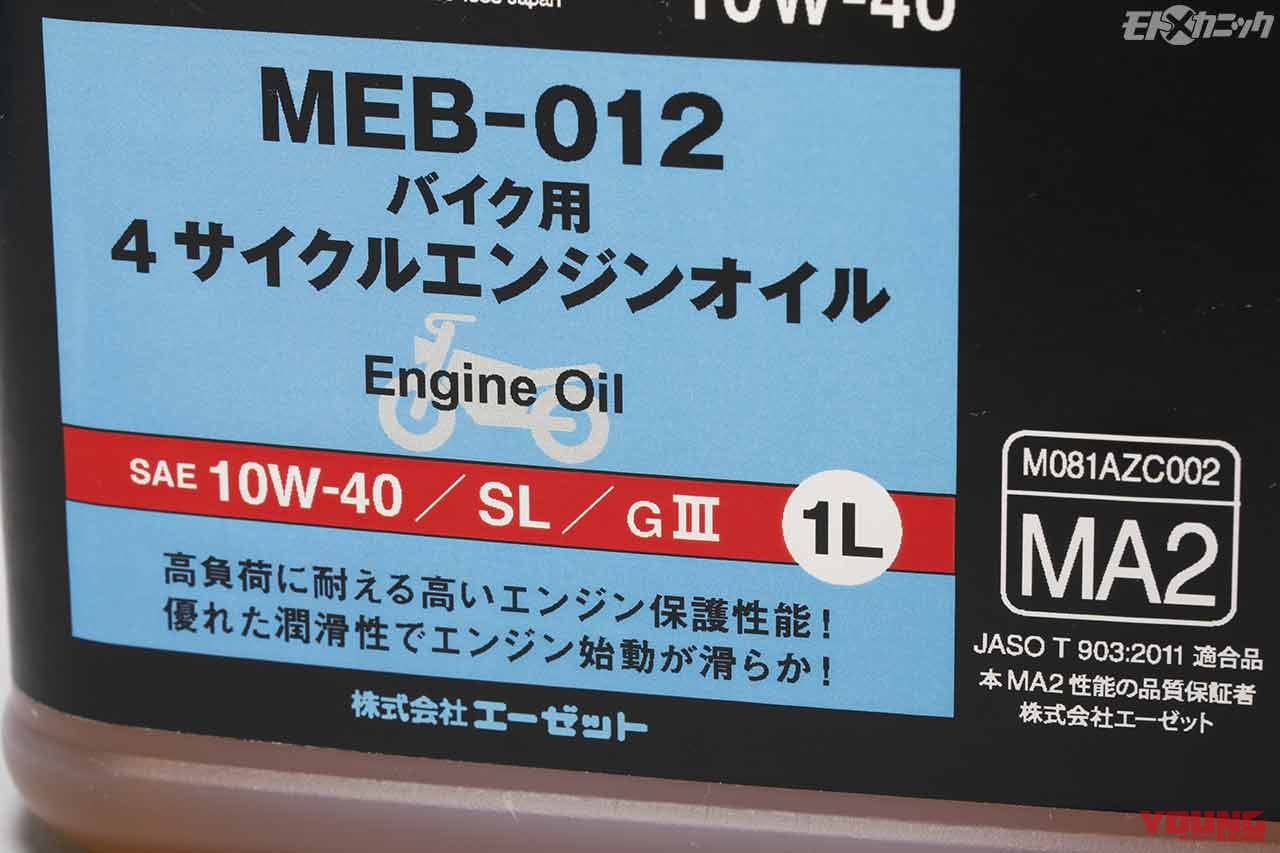 Japan
10W-40
モトメカニック
MEB-012
バイク用
4サイクルエンジンオイル
Engine Oil
SAE 10W-40 / SL / GⅢ 1L
高負荷に耐える高いエンジン保護性能!
優れた潤滑性でエンジン始動が滑らか!
株式会社エーゼット
M081AZC002
MA2
JASO T 903:2011 適合品
本MA2性能の品質保証者
株式会社エーゼット
YOUNG